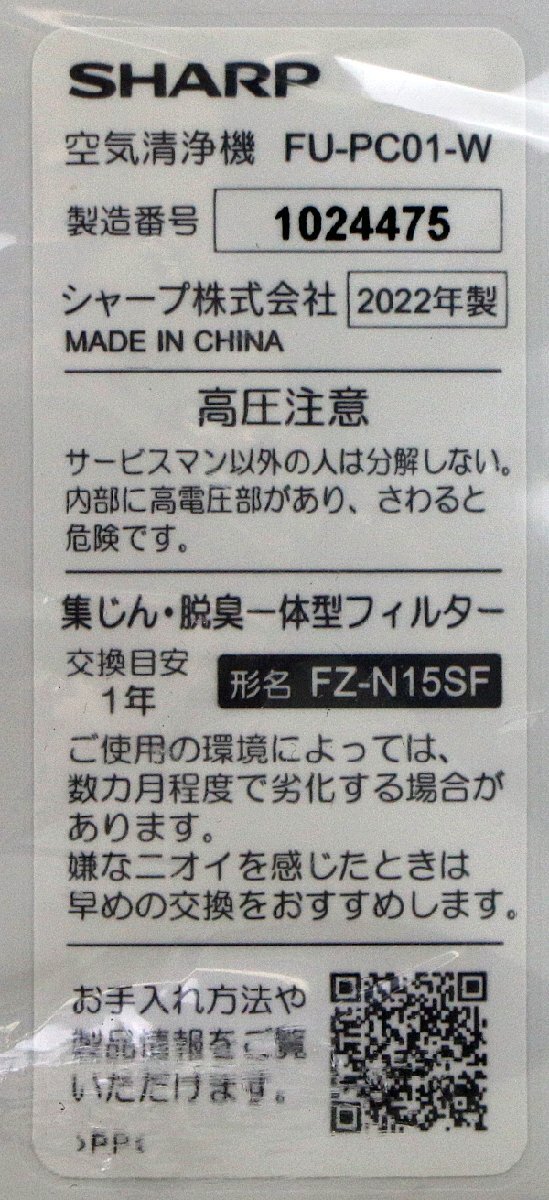 SHARP
空気清浄機 FU-PC01-W
製造番号 1024475
シャープ株式会社 2022年製
MADE IN CHINA
高圧注意
サービスマン以外の人は分解しない。
内部に高電圧部があり、さわると
危険です。
集じん・脱臭一体型フィルター
交換目安
1年
形名 FZ-N15SF
ご使用の環境によっては、
数カ月程度で劣化する場合が
あります。
嫌なニオイを感じたときは
早めの交換をおすすめします。
お手入れ方法や
製品情報をご覧
いただけます。